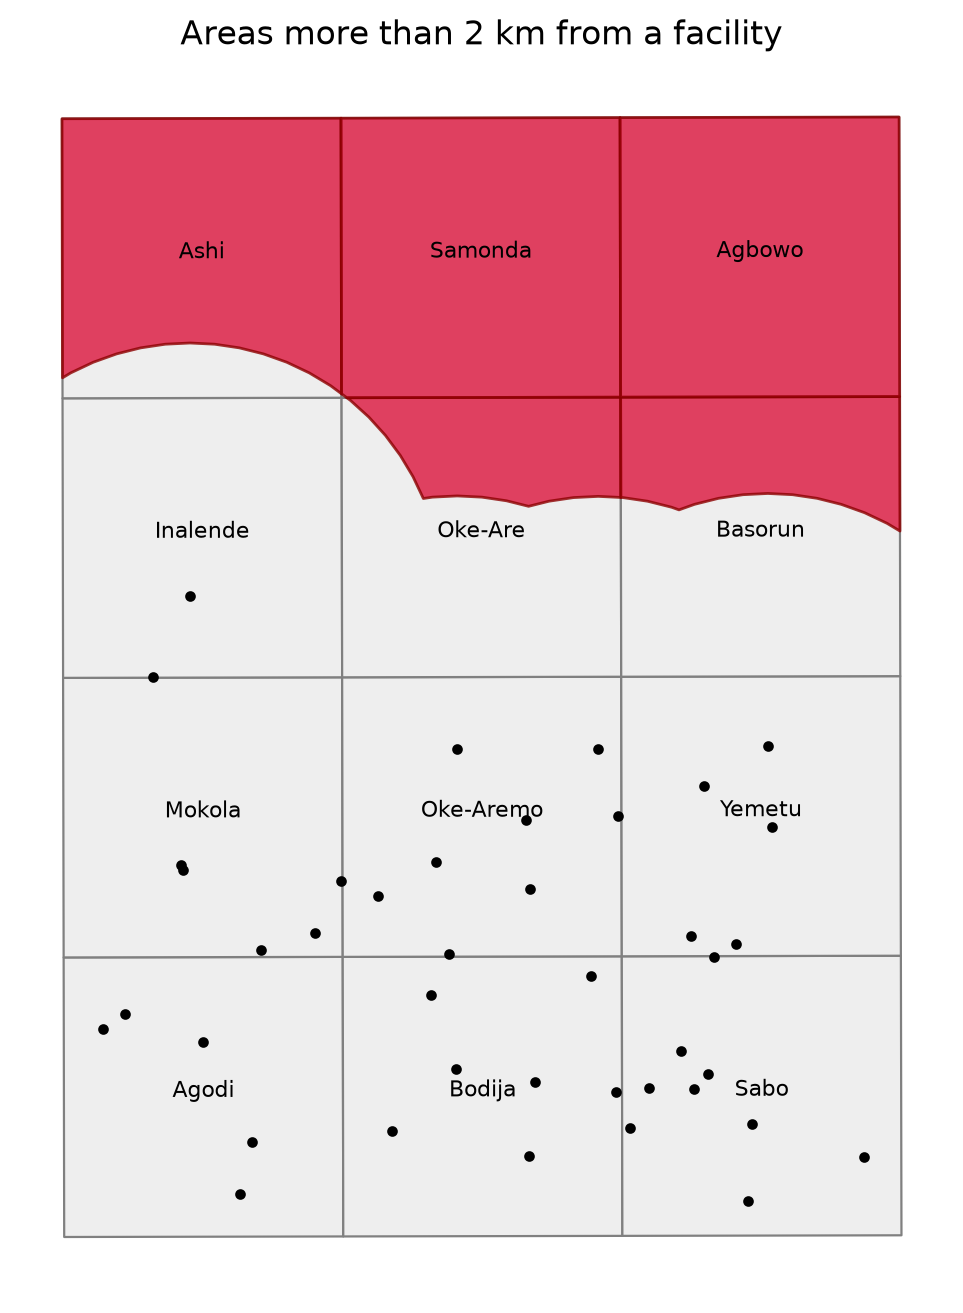 Areas more than 2 km from a facility
Ashi
Samonda
Agbowo
Inalende
Oke-Are
Basorun
Mokola
Oke-Aremo
Yemetu
Agodi
Bodija
Sabo